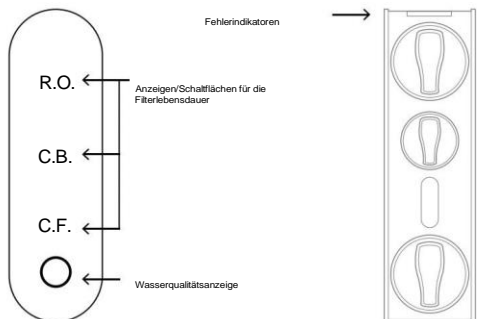 Fehlerindikatoren
R.O.
Anzeigen/Schaltflächen für die
Filterlebensdauer
C.B.
C.F.
Wasserqualitätsanzeige